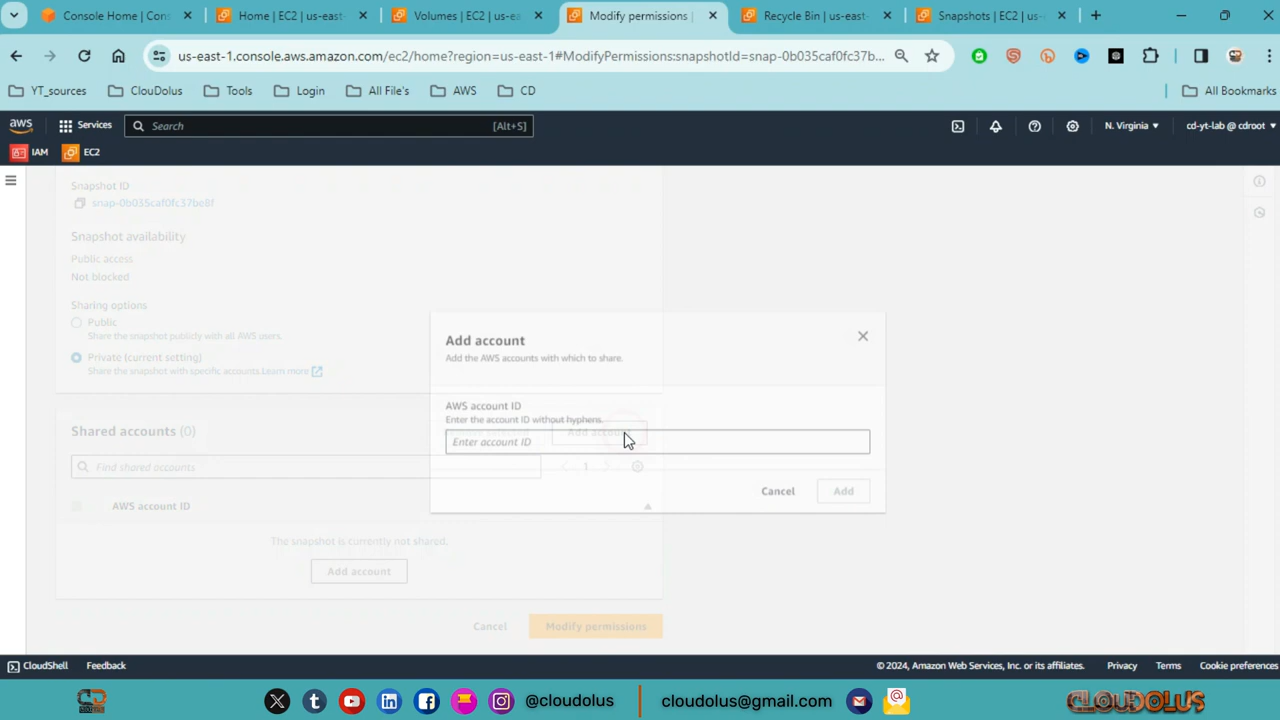 Console Home | Con
Home | EC2 | us-east-
Volumes | EC2 | us-ea
Modify permissions |
Recycle Bin | us-east-
Snapshots | EC2 | us-
us-east-1.console.aws.amazon.com/ec2/home?region=us-east-1#ModifyPermissions:snapshotId=snap-0b035caf0fc37b...
YT_sources
ClouDolus
Tools
Login
All File's
AWS
CD
All Bookmarks
aws
Services
Search
[Alt+S]
N. Virginia
cd-yt-lab @ cdroot
IAM
EC2
Snapshot ID
snap-0b035caf0fc37be8f
Snapshot availability
Public access
Not blocked
Sharing options
Public
Share the snapshot publicly with all AWS users.
Private (current setting)
Share the snapshot with specific accounts. Learn more
Add account
Add the AWS accounts with which to share.
AWS account ID
Enter the account ID without hyphens.
Enter account ID
Cancel
Add
Shared accounts (0)
Add account
Find shared accounts
1
AWS account ID
The snapshot is currently not shared.
Add account
Cancel
Modify permissions
CloudShell
Feedback
© 2024, Amazon Web Services, Inc. or its affiliates.
Privacy
Terms
Cookie preferences
@cloudolus
cloudolus@gmail.com
CLOUDOLUS